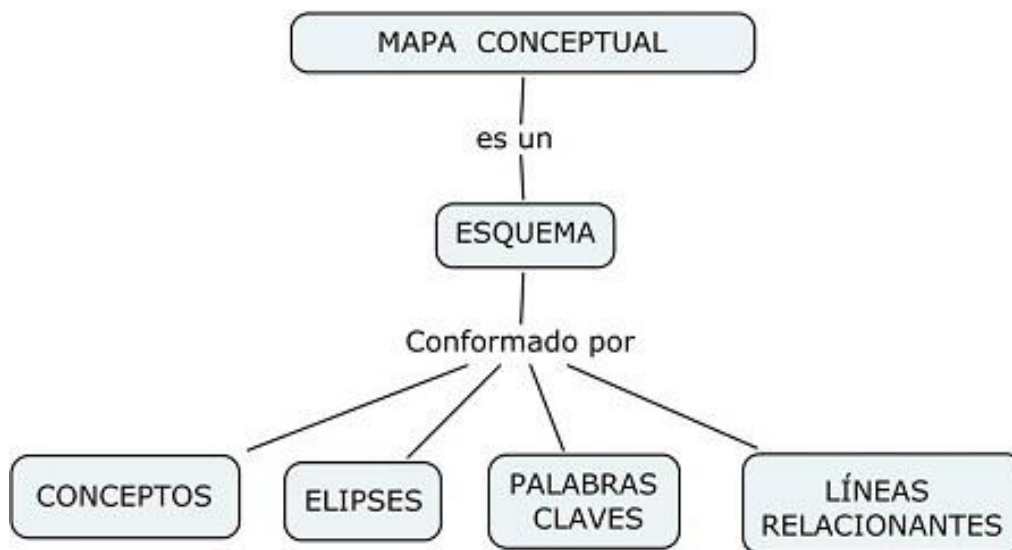 MAPA CONCEPTUAL
es un
ESQUEMA
Conformado por
CONCEPTOS
ELIPSES
PALABRAS
CLAVES
LÍNEAS
RELACIONANTES